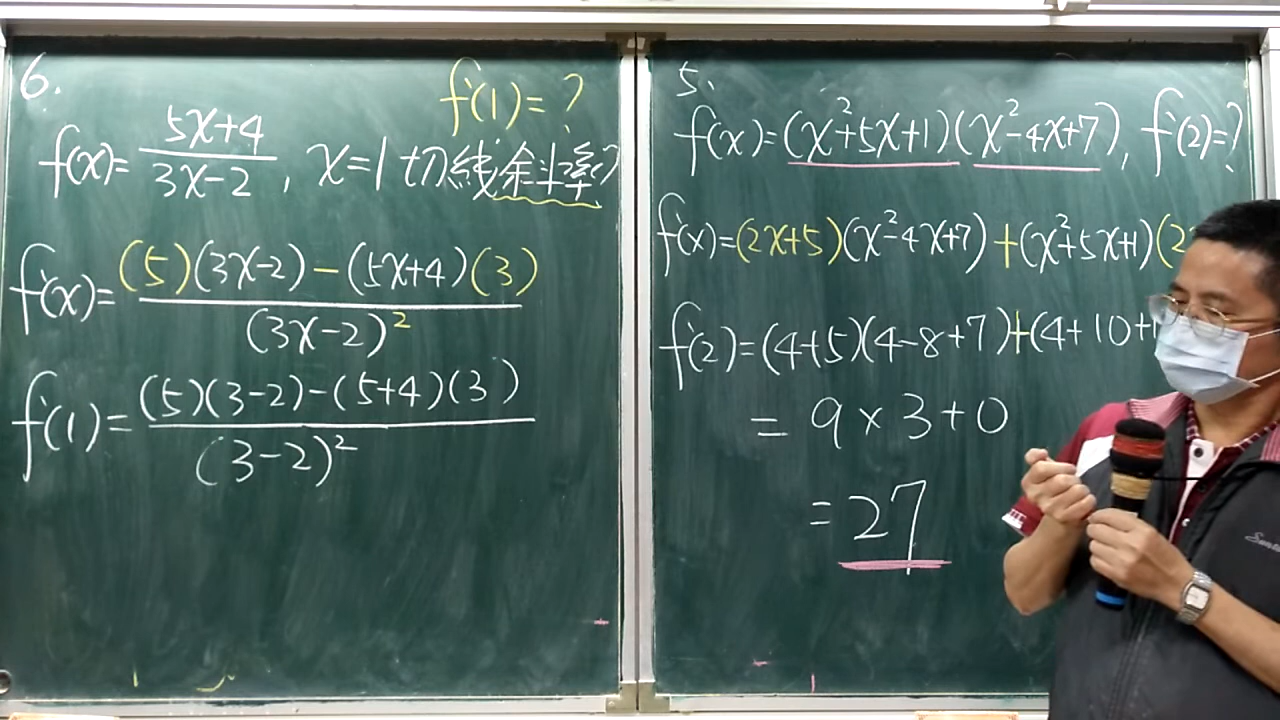 6.
f'(1)=?
f(x)=(5x+4)/(3x-2), x=1切線斜率?
f'(x)=((5)(3x-2)-(5x+4)(3))/(3x-2)²
f'(1)=((5)(3-2)-(5+4)(3))/(3-2)²
5.
f(x)=(x²+5x+1)(x²-4x+7), f'(2)=?
f'(x)=(2x+5)(x²-4x+7)+(x²+5x+1)(2
f'(2)=(4+5)(4-8+7)+(4+10+1
=9×3+0
=27